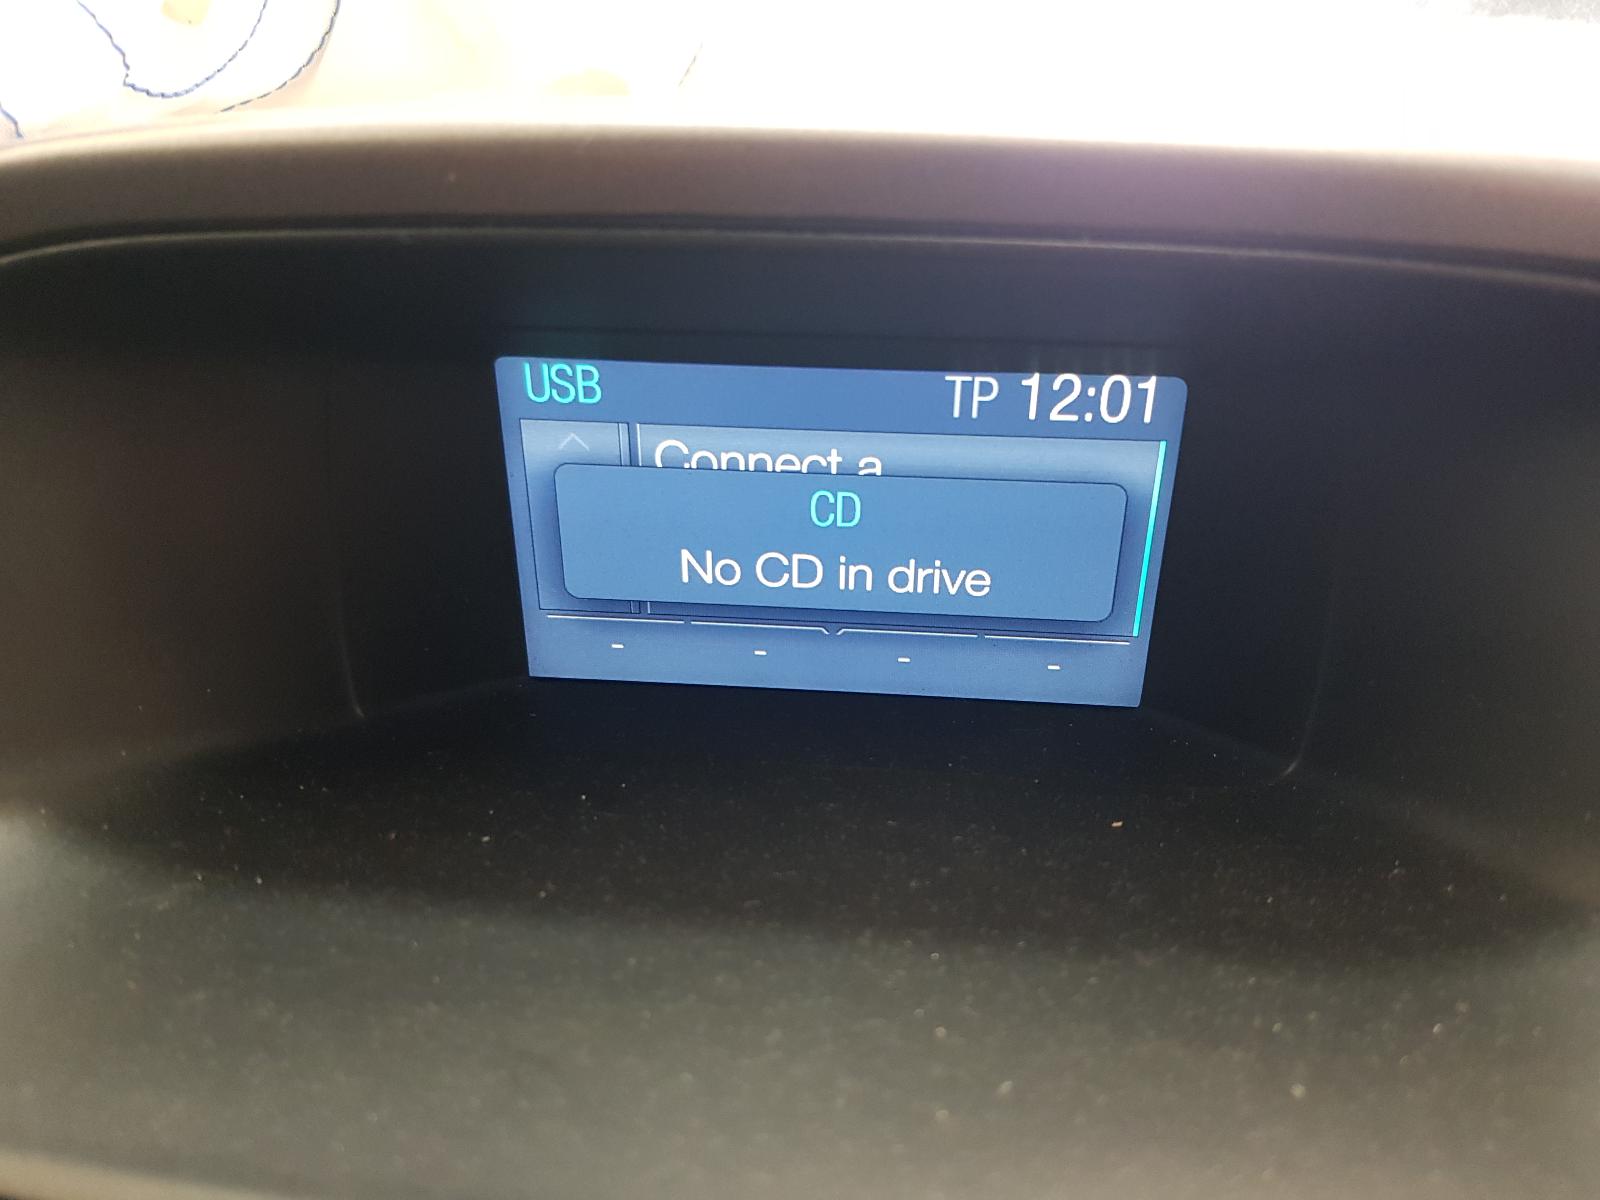 USB
TP 12:01
Connect a
CD
No CD in drive
- - - -